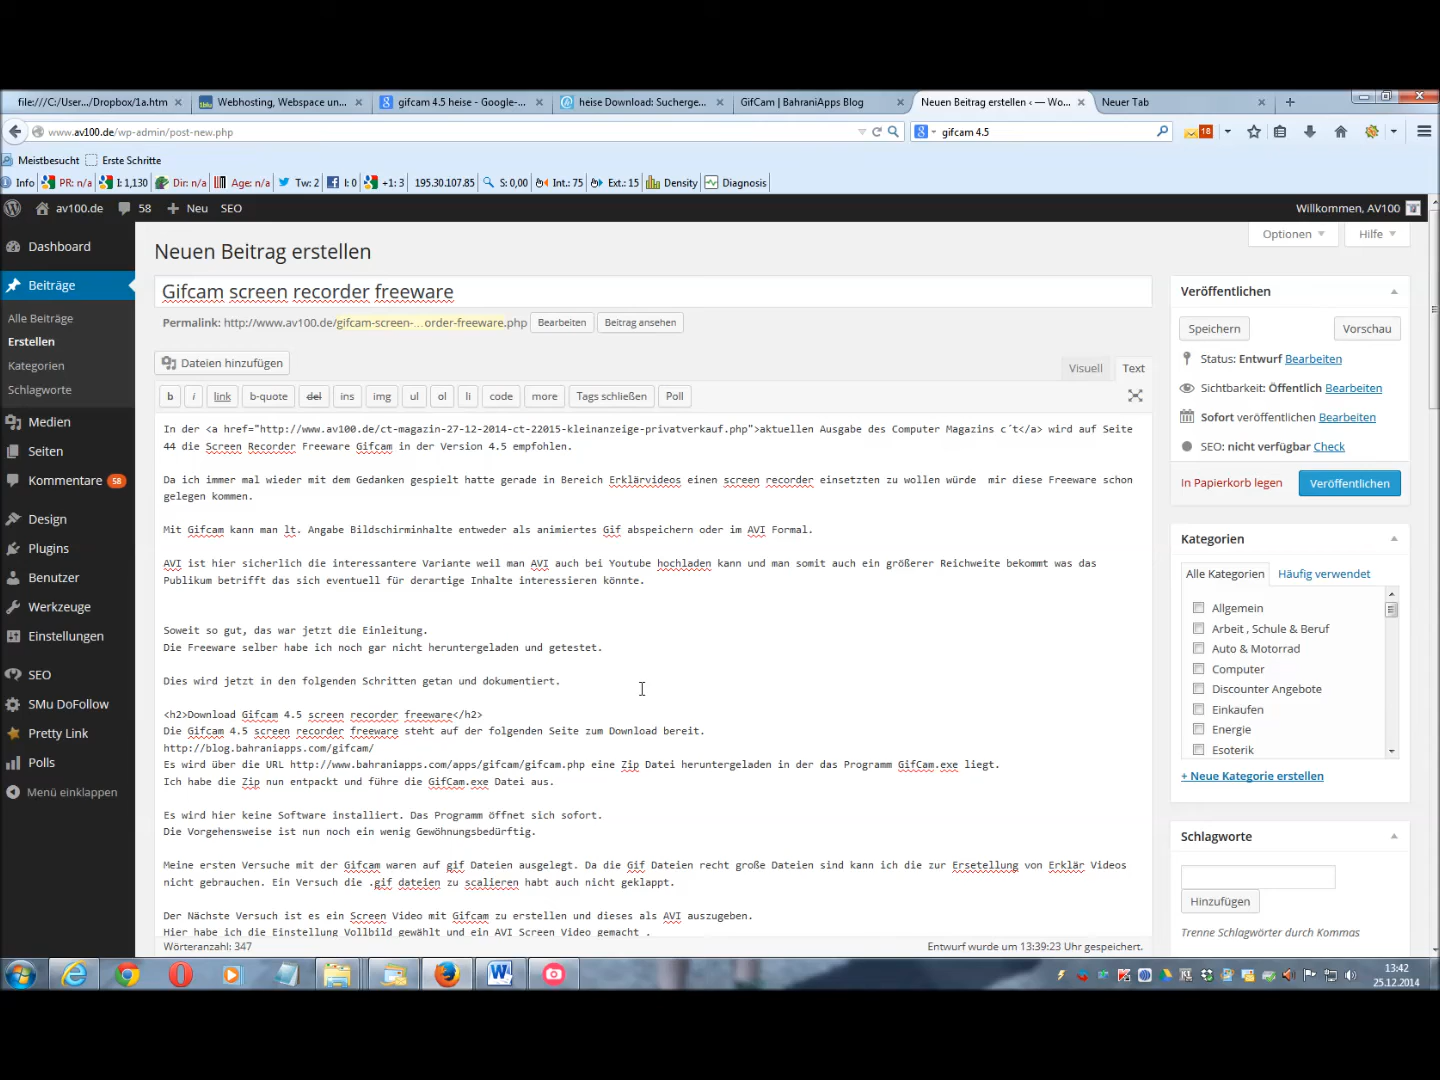 file:///C:/User.../Dropbox/1a.htm
Webhosting, Webspace un...
gifcam 4.5 heise - Google-...
heise Download: Sucherge...
GifCam | BahraniApps Blog
Neuen Beitrag erstellen ‹ — Wo...
Neuer Tab
www.av100.de/wp-admin/post-new.php
gifcam 4.5
18
Meistbesucht
Erste Schritte
Info
PR: n/a
I: 1,130
Dir: n/a
Age: n/a
Tw: 2
l: 0
+1: 3
195.30.107.85
S: 0,00
Int.: 75
Ext.: 15
Density
Diagnosis
av100.de
58
Neu
SEO
Willkommen, AV100
Dashboard
Beiträge
Alle Beiträge
Erstellen
Kategorien
Schlagworte
Medien
Seiten
Kommentare 58
Design
Plugins
Benutzer
Werkzeuge
Einstellungen
SEO
SMu DoFollow
Pretty Link
Polls
Menü einklappen
Optionen
Hilfe
Neuen Beitrag erstellen
Gifcam screen recorder freeware
Permalink: http://www.av100.de/gifcam-screen-…order-freeware.php
Bearbeiten
Beitrag ansehen
Dateien hinzufügen
Visuell
Text
b
i
link
b-quote
del
ins
img
ul
ol
li
code
more
Tags schließen
Poll
In der <a href="http://www.av100.de/ct-magazin-27-12-2014-ct-22015-kleinanzeige-privatverkauf.php">aktuellen Ausgabe des Computer Magazins c´t</a> wird auf Seite
44 die Screen Recorder Freeware Gifcam in der Version 4.5 empfohlen.
Da ich immer mal wieder mit dem Gedanken gespielt hatte gerade in Bereich Erklärvideos einen screen recorder einsetzten zu wollen würde  mir diese Freeware schon
gelegen kommen.
Mit Gifcam kann man lt. Angabe Bildschirminhalte entweder als animiertes Gif abspeichern oder im AVI Formal.
AVI ist hier sicherlich die interessantere Variante weil man AVI auch bei Youtube hochladen kann und man somit auch ein größerer Reichweite bekommt was das
Publikum betrifft das sich eventuell für derartige Inhalte interessieren könnte.
Soweit so gut, das war jetzt die Einleitung.
Die Freeware selber habe ich noch gar nicht heruntergeladen und getestet.
Dies wird jetzt in den folgenden Schritten getan und dokumentiert.
<h2>Download Gifcam 4.5 screen recorder freeware</h2>
Die Gifcam 4.5 screen recorder freeware steht auf der folgenden Seite zum Download bereit.
http://blog.bahraniapps.com/gifcam/
Es wird über die URL http://www.bahraniapps.com/apps/gifcam/gifcam.php eine Zip Datei heruntergeladen in der das Programm GifCam.exe liegt.
Ich habe die Zip nun entpackt und führe die GifCam.exe Datei aus.
Es wird hier keine Software installiert. Das Programm öffnet sich sofort.
Die Vorgehensweise ist nun noch ein wenig Gewöhnungsbedürftig.
Meine ersten Versuche mit der Gifcam waren auf gif Dateien ausgelegt. Da die Gif Dateien recht große Dateien sind kann ich die zur Ersetellung von Erklär Videos
nicht gebrauchen. Ein Versuch die .gif dateien zu scalieren habt auch nicht geklappt.
Der Nächste Versuch ist es ein Screen Video mit Gifcam zu erstellen und dieses als AVI auszugeben.
Hier habe ich die Einstellung Vollbild gewählt und ein AVI Screen Video gemacht .
Wörteranzahl: 347
Entwurf wurde um 13:39:23 Uhr gespeichert.
Veröffentlichen
Speichern
Vorschau
Status: Entwurf Bearbeiten
Sichtbarkeit: Öffentlich Bearbeiten
Sofort veröffentlichen Bearbeiten
SEO: nicht verfügbar Check
In Papierkorb legen
Veröffentlichen
Kategorien
Alle Kategorien
Häufig verwendet
Allgemein
Arbeit , Schule & Beruf
Auto & Motorrad
Computer
Discounter Angebote
Einkaufen
Energie
Esoterik
+ Neue Kategorie erstellen
Schlagworte
Hinzufügen
Trenne Schlagwörter durch Kommas
13:42
25.12.2014